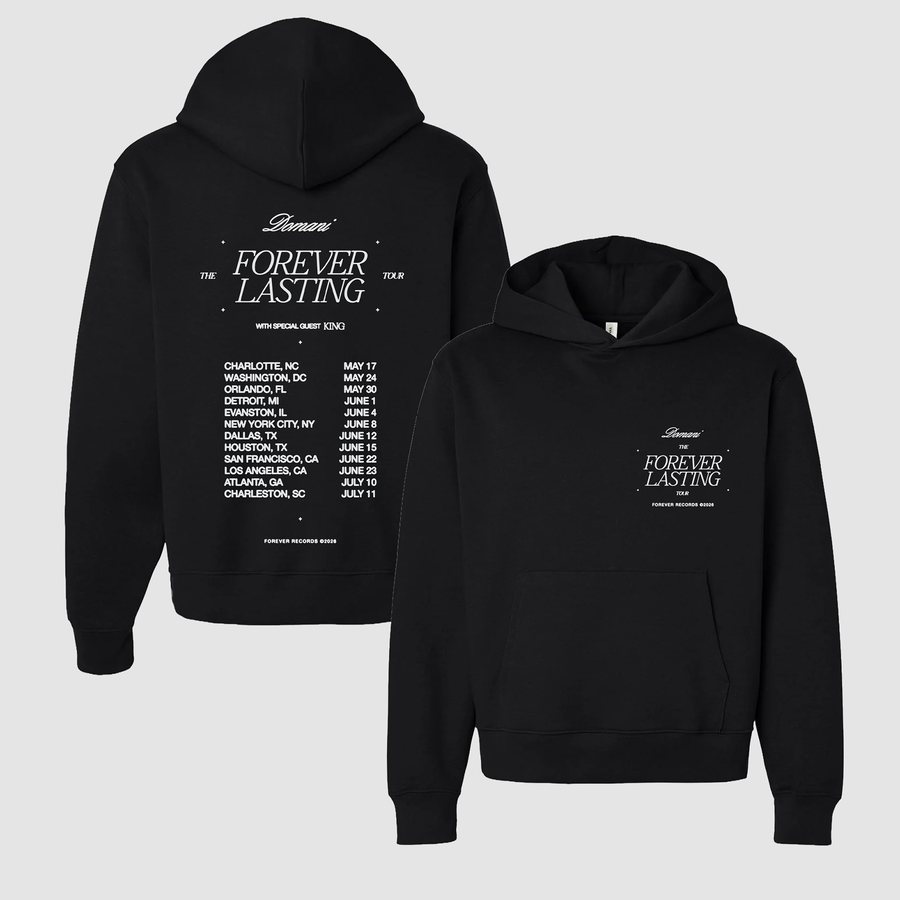 Domani
FOREVER
THE LASTING TOUR
WITH SPECIAL GUEST KING
CHARLOTTE, NC MAY 17
WASHINGTON, DC MAY 24
ORLANDO, FL MAY 30
DETROIT, MI JUNE 1
EVANSTON, IL JUNE 4
NEW YORK CITY, NY JUNE 8
DALLAS, TX JUNE 12
HOUSTON, TX JUNE 15
SAN FRANCISCO, CA JUNE 22
LOS ANGELES, CA JUNE 23
ATLANTA, GA JULY 10
CHARLESTON, SC JULY 11
FOREVER RECORDS ©2026
Domani
THE
FOREVER
LASTING
TOUR
FOREVER RECORDS ©2026